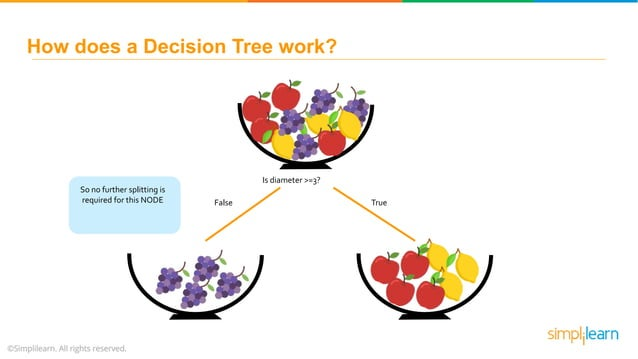 How does a Decision Tree work?
Is diameter >=3?
So no further splitting is
required for this NODE
False
True
©Simplilearn. All rights reserved.
simplilearn